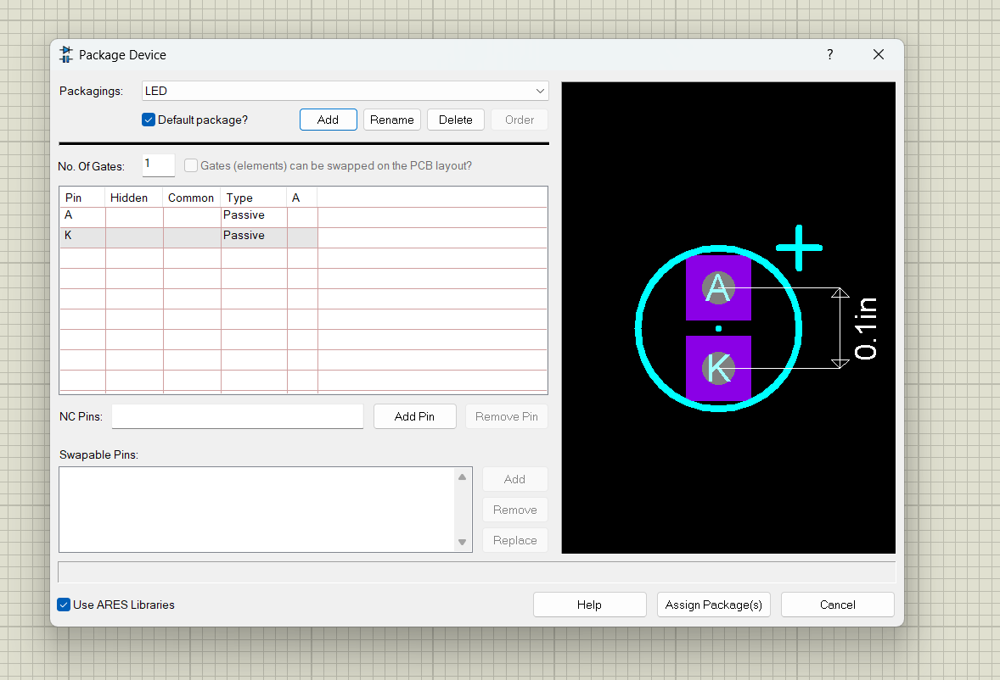 Package Device ?
Packagings: LED
Default package? Add Rename Delete Order
No. Of Gates: 1 Gates (elements) can be swapped on the PCB layout?
Pin Hidden Common Type A
A Passive
K Passive
NC Pins: Add Pin Remove Pin
Swapable Pins:
Add
Remove
Replace
Use ARES Libraries Help Assign Package(s) Cancel
A
K
0.1in